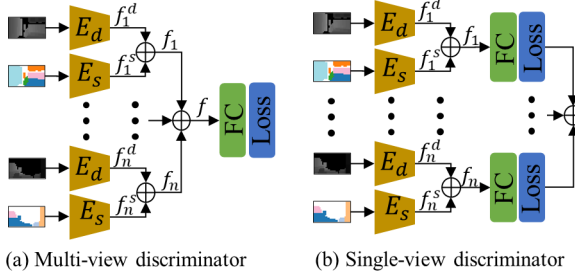 E_d f_1^d
f_1
E_s f_1^s
f FC Loss
E_d f_n^d
f_n
E_s f_n^s
(a) Multi-view discriminator
E_d f_1^d
f_1 FC Loss
E_s f_1^s
E_d f_n^d
f_n FC Loss
E_s f_n^s
(b) Single-view discriminator